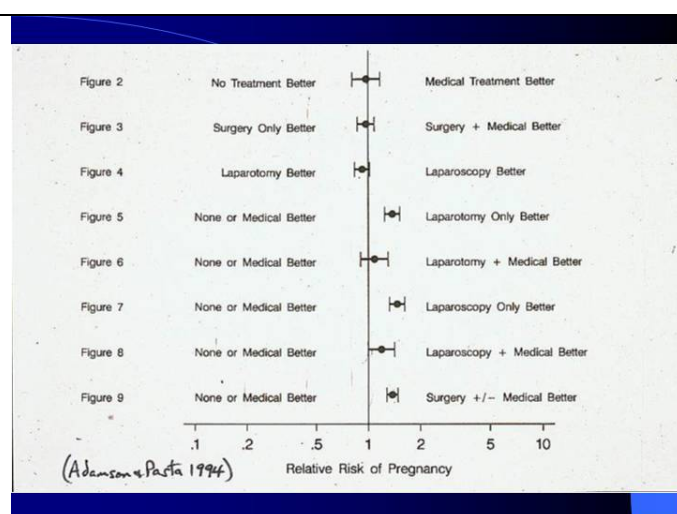 Figure 2 No Treatment Better Medical Treatment Better
Figure 3 Surgery Only Better Surgery + Medical Better
Figure 4 Laparotomy Better Laparoscopy Better
Figure 5 None or Medical Better Laparotomy Only Better
Figure 6 None or Medical Better Laparotomy + Medical Better
Figure 7 None or Medical Better Laparoscopy Only Better
Figure 8 None or Medical Better Laparoscopy + Medical Better
Figure 9 None or Medical Better Surgery +/- Medical Better
.1 .2 .5 1 2 5 10
(Adamson & Pasta 1994) Relative Risk of Pregnancy